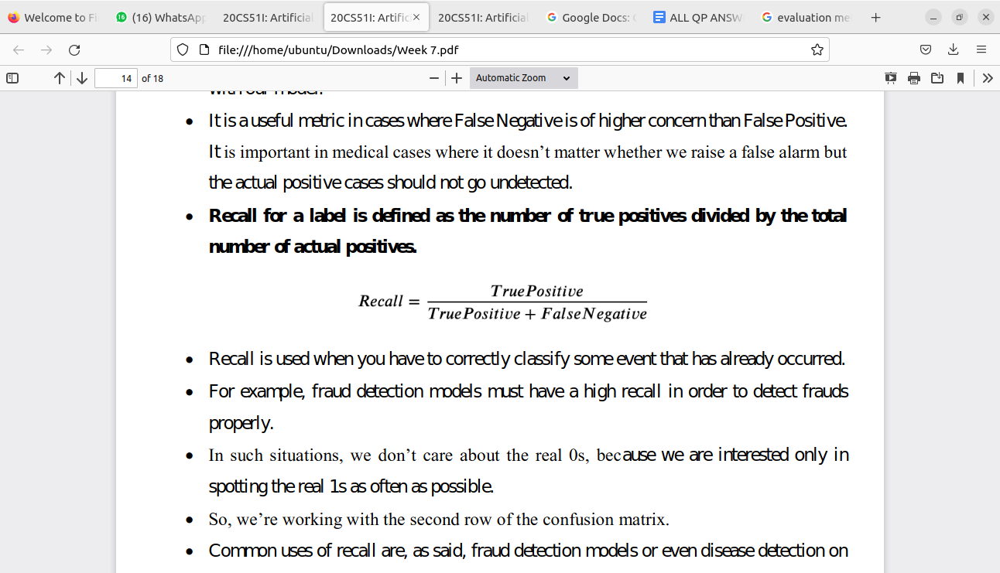 Welcome to Fi
(16) WhatsApp
20CS51I: Artificial
20CS51I: Artific
20CS51I: Artificial
Google Docs:
ALL QP ANSW
evaluation me
file:///home/ubuntu/Downloads/Week 7.pdf
14 of 18
Automatic Zoom
with our model.
• It is a useful metric in cases where False Negative is of higher concern than False Positive.
It is important in medical cases where it doesn’t matter whether we raise a false alarm but
the actual positive cases should not go undetected.
• Recall for a label is defined as the number of true positives divided by the total
number of actual positives.
Recall = TruePositive / TruePositive + FalseNegative
• Recall is used when you have to correctly classify some event that has already occurred.
• For example, fraud detection models must have a high recall in order to detect frauds
properly.
• In such situations, we don’t care about the real 0s, because we are interested only in
spotting the real 1s as often as possible.
• So, we’re working with the second row of the confusion matrix.
• Common uses of recall are, as said, fraud detection models or even disease detection on